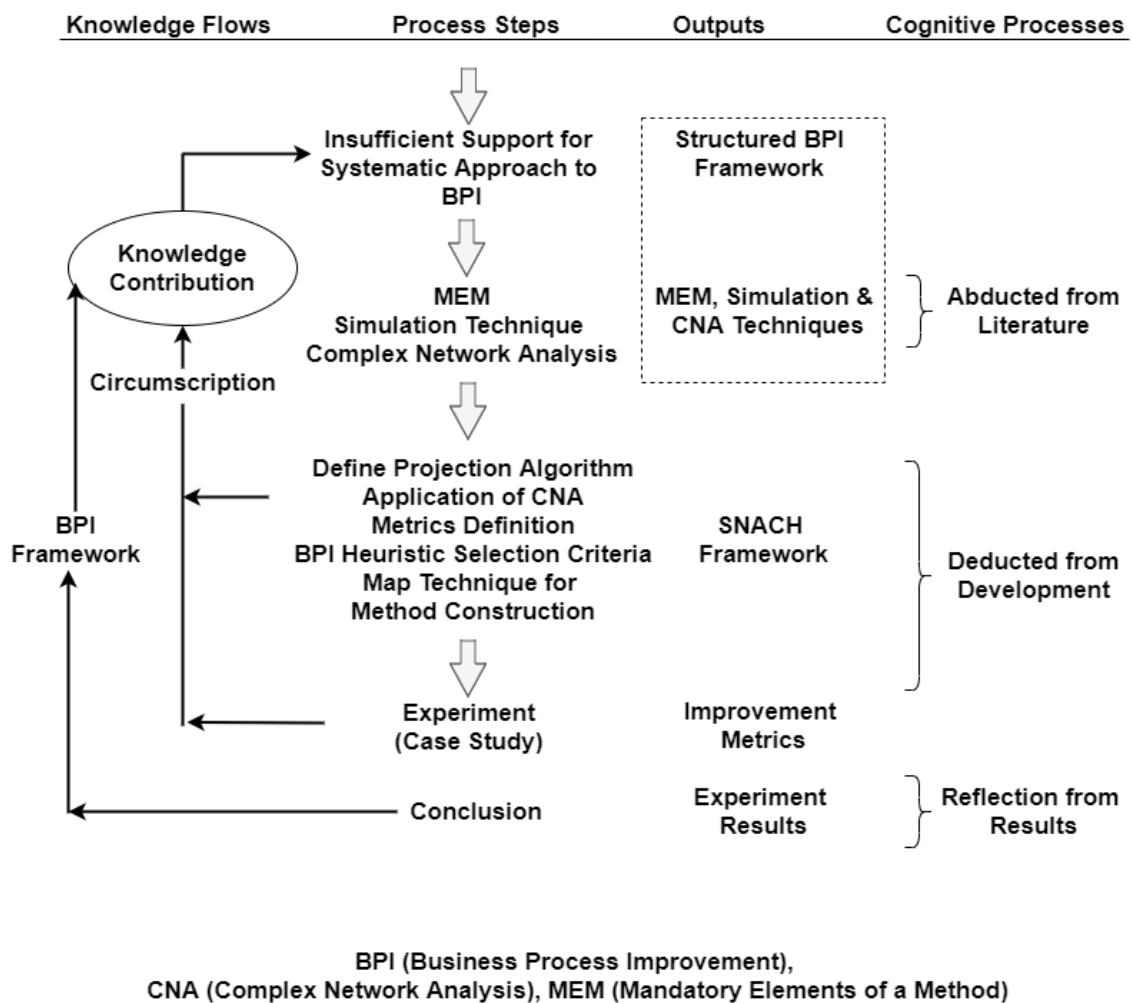 Knowledge Flows
Process Steps
Outputs
Cognitive Processes
Insufficient Support for
Systematic Approach to
BPI
Structured BPI
Framework
Knowledge
Contribution
MEM
Simulation Technique
Complex Network Analysis
MEM, Simulation &
CNA Techniques
Abducted from
Literature
Circumscription
Define Projection Algorithm
Application of CNA
Metrics Definition
BPI Heuristic Selection Criteria
Map Technique for
Method Construction
BPI
Framework
SNACH
Framework
Deducted from
Development
Experiment
(Case Study)
Improvement
Metrics
Conclusion
Experiment
Results
Reflection from
Results
BPI (Business Process Improvement),
CNA (Complex Network Analysis), MEM (Mandatory Elements of a Method)